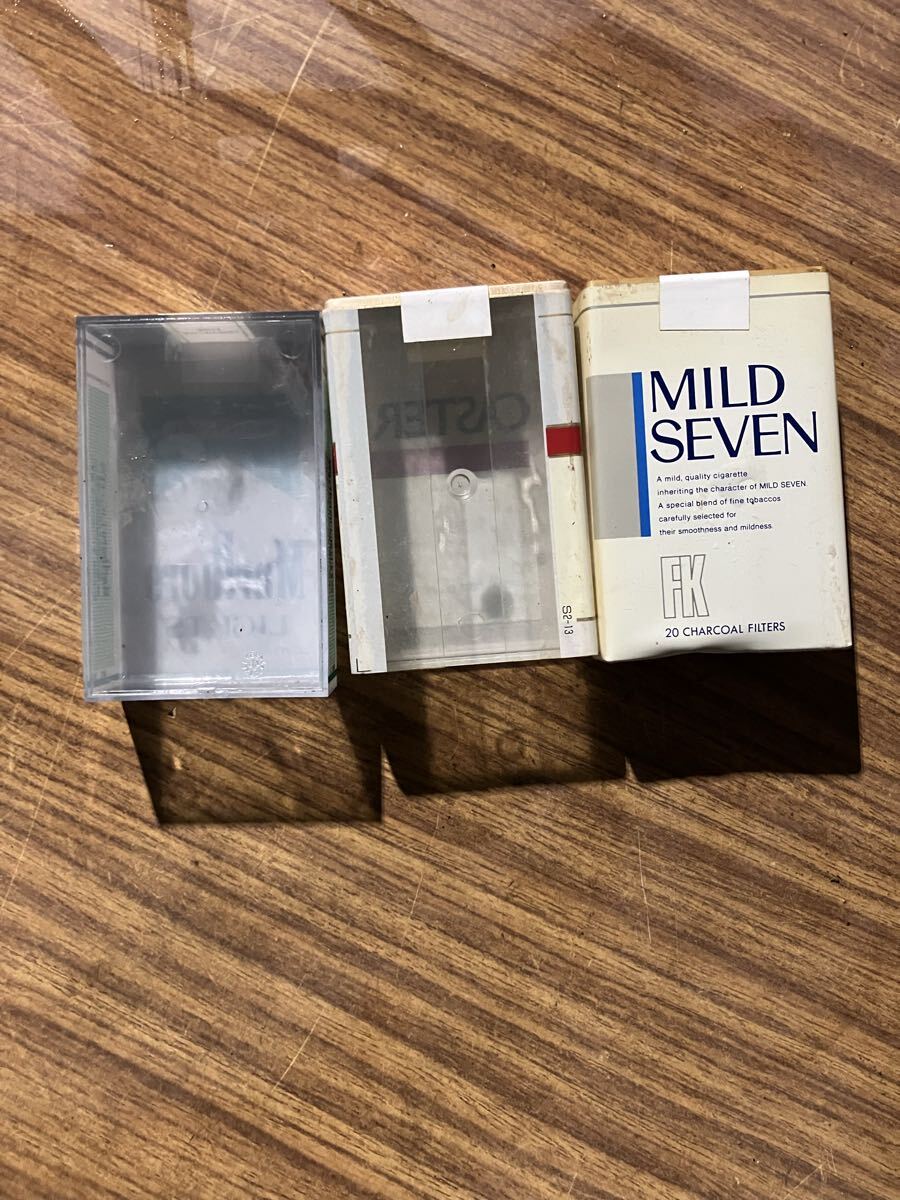 CASTER
S2-13
MILD
SEVEN
A mild, quality cigarette
inheriting the character of MILD SEVEN.
A special blend of fine tobaccos
carefully selected for
their smoothness and mildness.
FK
20 CHARCOAL FILTERS